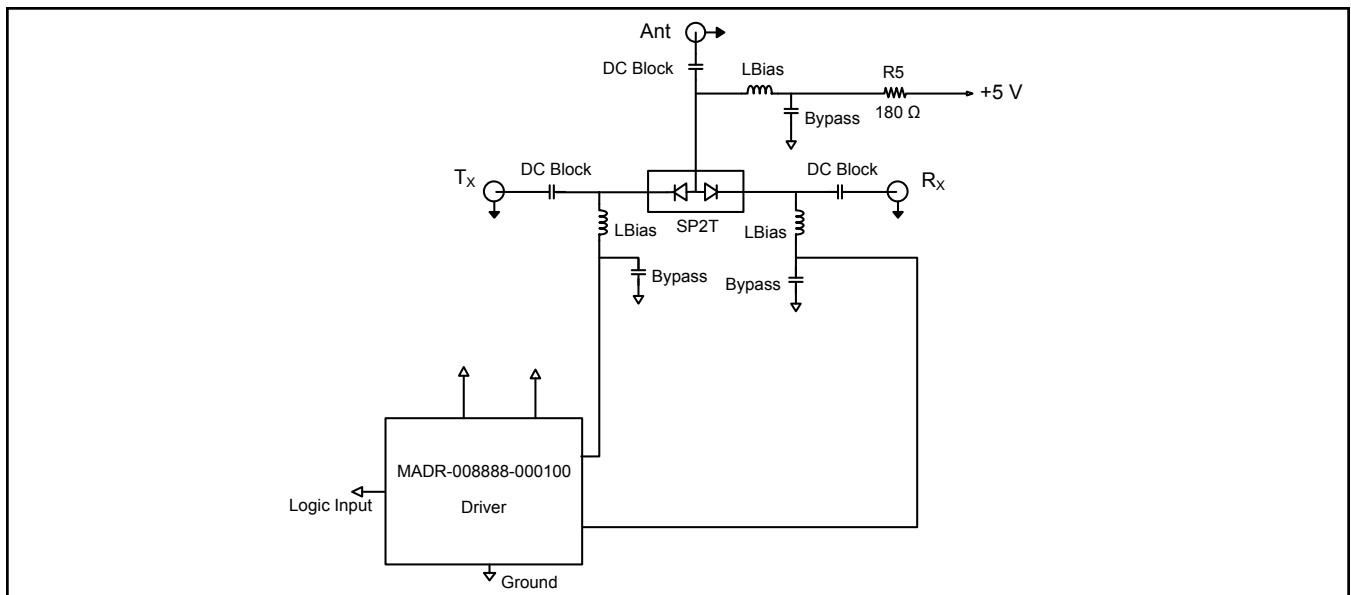 Ant
DC Block
LBias
R5
+5 V
180 Ω
Bypass
TX
DC Block
DC Block
RX
SP2T
LBias
LBias
Bypass
Bypass
MADR-008888-000100
Driver
Logic Input
Ground